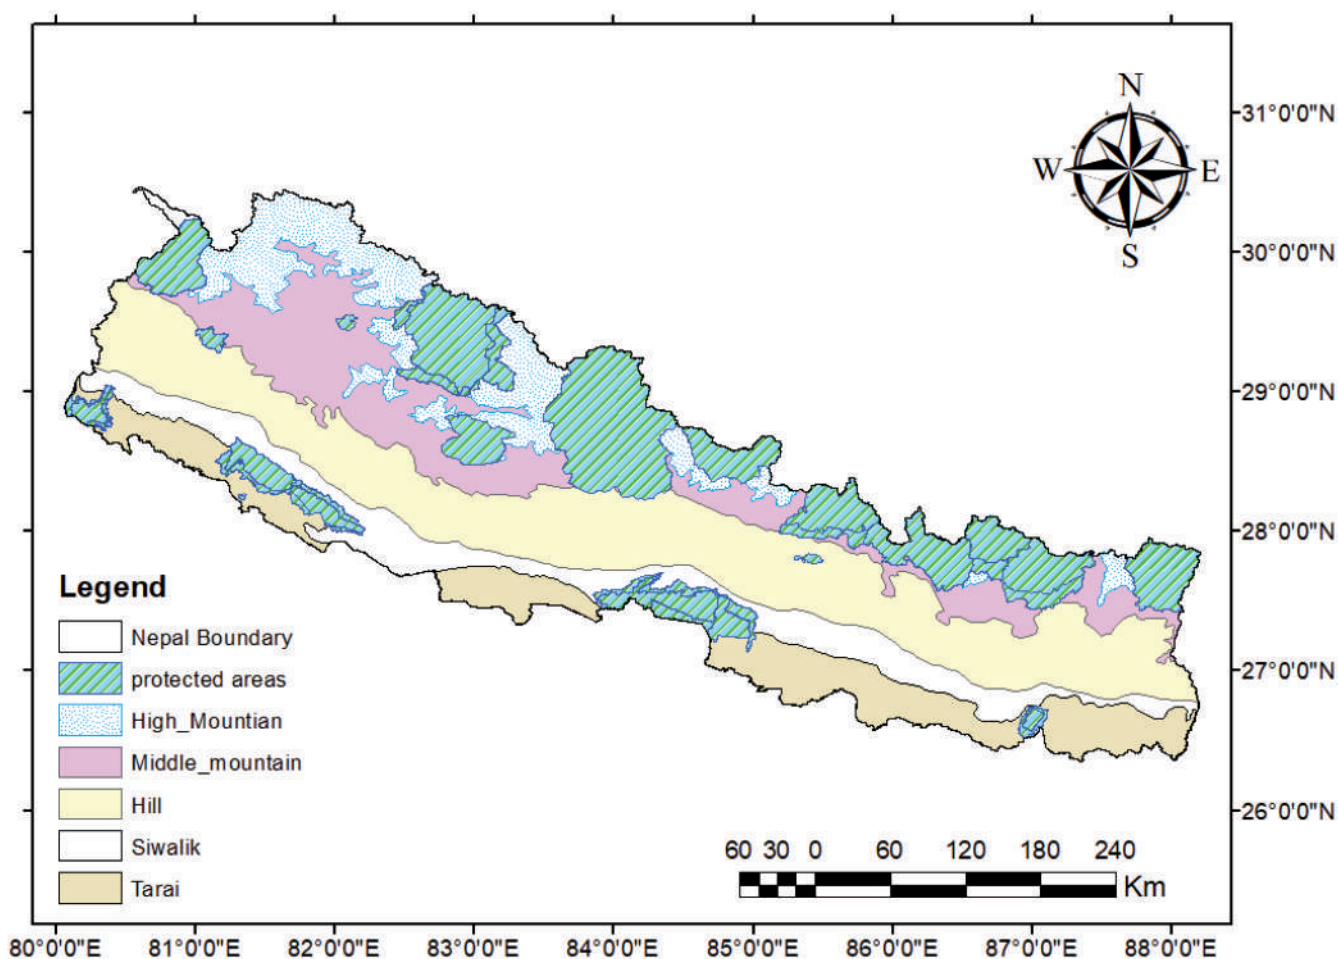 N
W E
S
31°0'0"N
30°0'0"N
29°0'0"N
28°0'0"N
27°0'0"N
26°0'0"N
Legend
Nepal Boundary
protected areas
High_Mountian
Middle_mountain
Hill
Siwalik
Tarai
60 30 0 60 120 180 240
Km
80°0'0"E 81°0'0"E 82°0'0"E 83°0'0"E 84°0'0"E 85°0'0"E 86°0'0"E 87°0'0"E 88°0'0"E